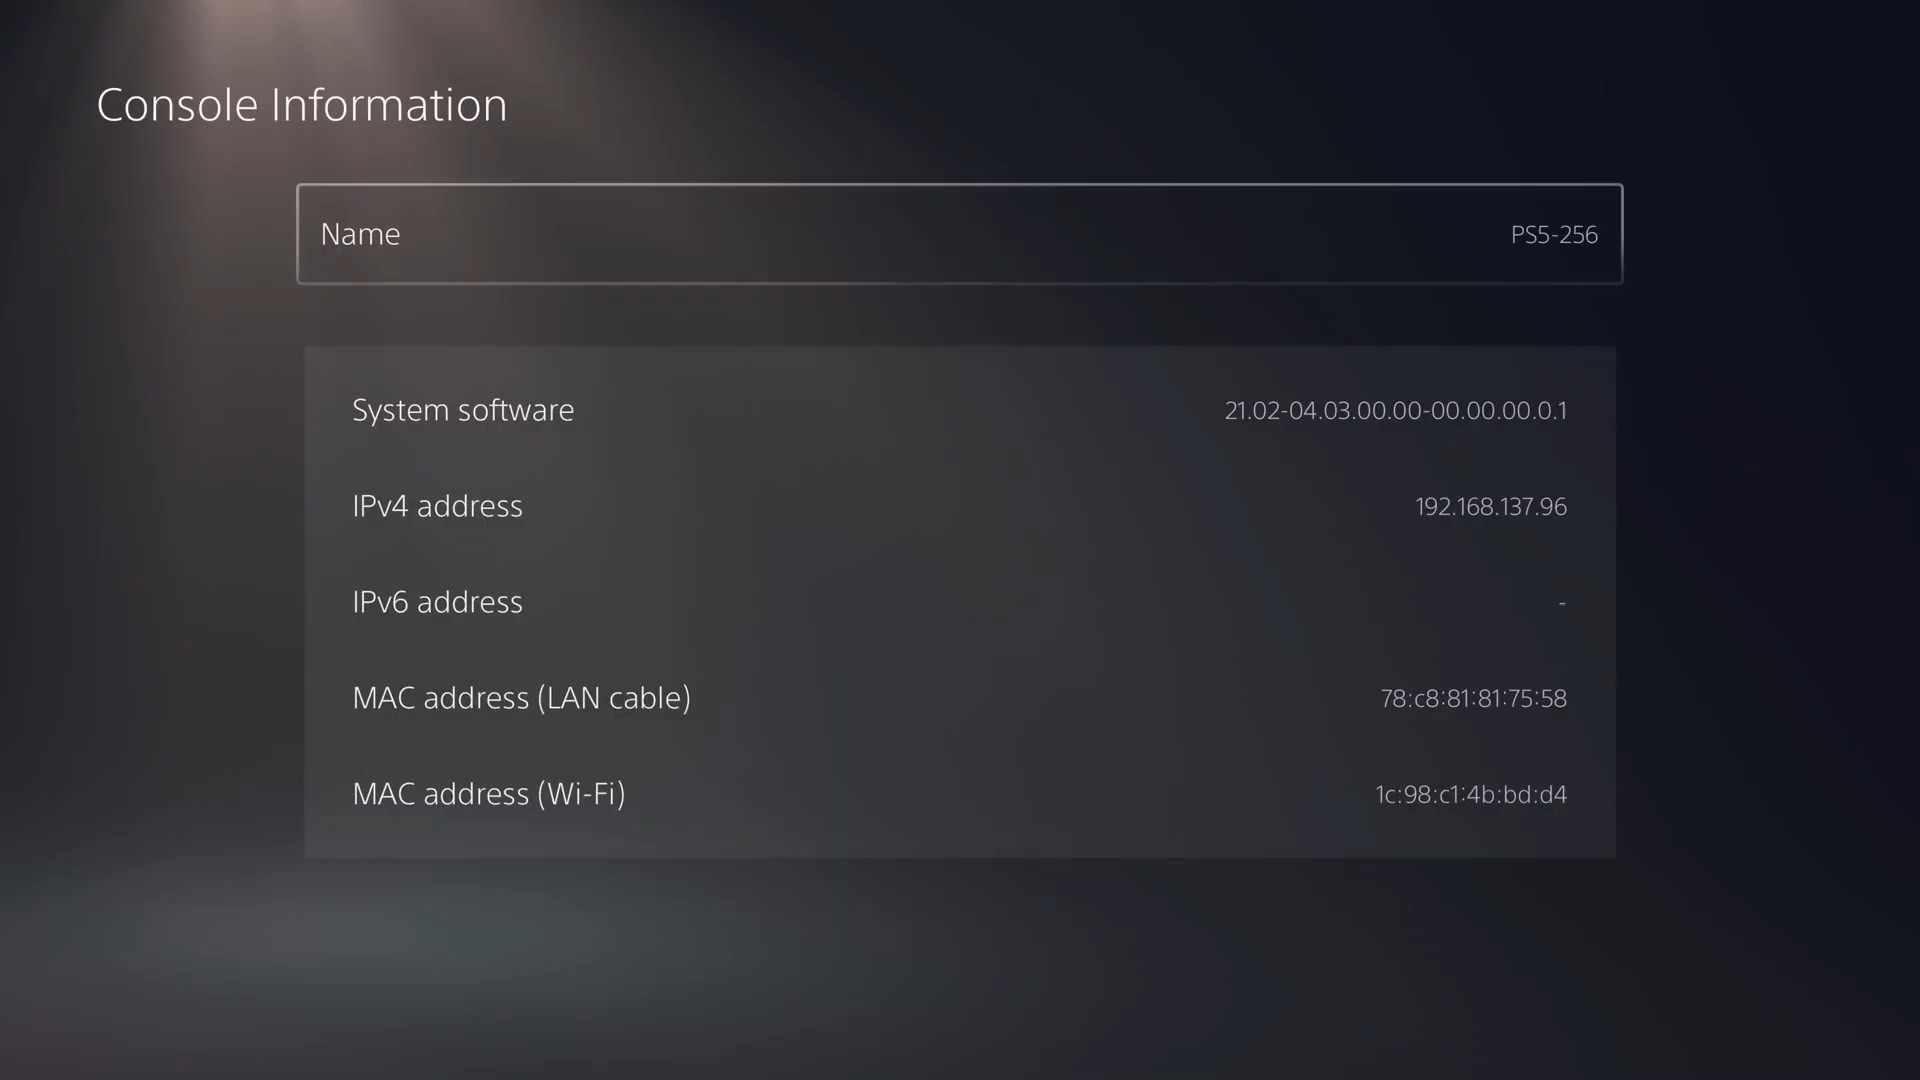 Console Information
Name PS5-256
System software 21.02-04.03.00.00-00.00.00.0.1
IPv4 address 192.168.137.96
IPv6 address -
MAC address (LAN cable) 78:c8:81:81:75:58
MAC address (Wi-Fi) 1c:98:c1:4b:bd:d4